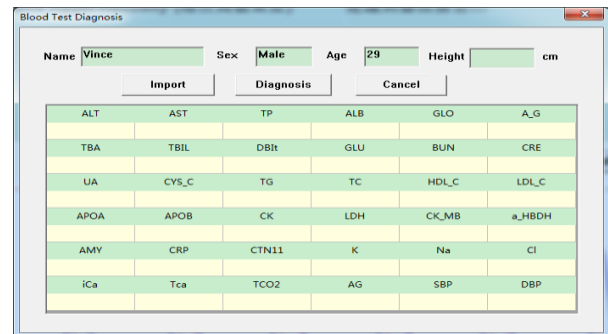 Blood Test Diagnosis
Name Vince Sex Male Age 29 Height cm
Import Diagnosis Cancel
ALT AST TP ALB GLO A_G
TBA TBIL DBIt GLU BUN CRE
UA CYS_C TG TC HDL_C LDL_C
APOA APOB CK LDH CK_MB a_HBDH
AMY CRP CTN11 K Na Cl
iCa Tca TCO2 AG SBP DBP